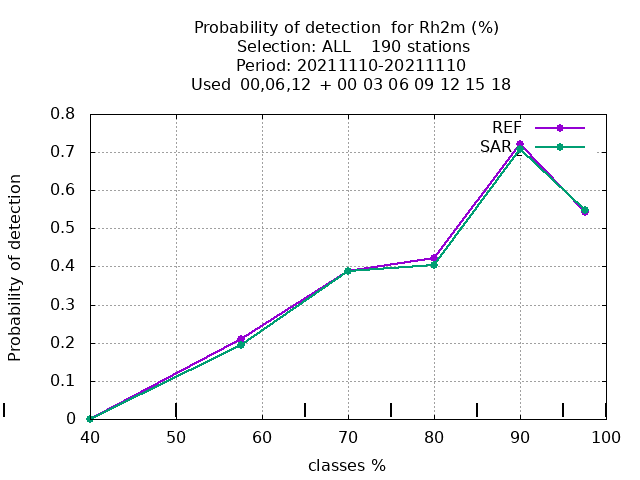 Probability of detection  for Rh2m (%)
Selection: ALL    190 stations
Period: 20211110-20211110
Used  00,06,12  + 00 03 06 09 12 15 18
Probability of detection
0.8
0.7
0.6
0.5
0.4
0.3
0.2
0.1
0
REF
SAR
40 50 60 70 80 90 100
classes %